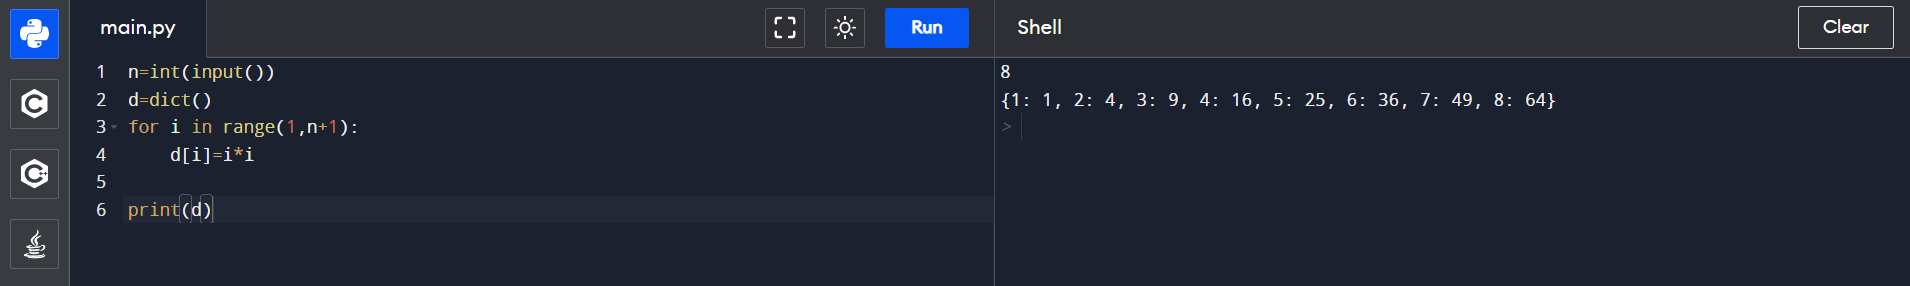 main.py
Run
1 n=int(input())
2 d=dict()
3 for i in range(1,n+1):
4     d[i]=i*i
5
6 print(d)
Shell
Clear
8
{1: 1, 2: 4, 3: 9, 4: 16, 5: 25, 6: 36, 7: 49, 8: 64}
>
C
C++